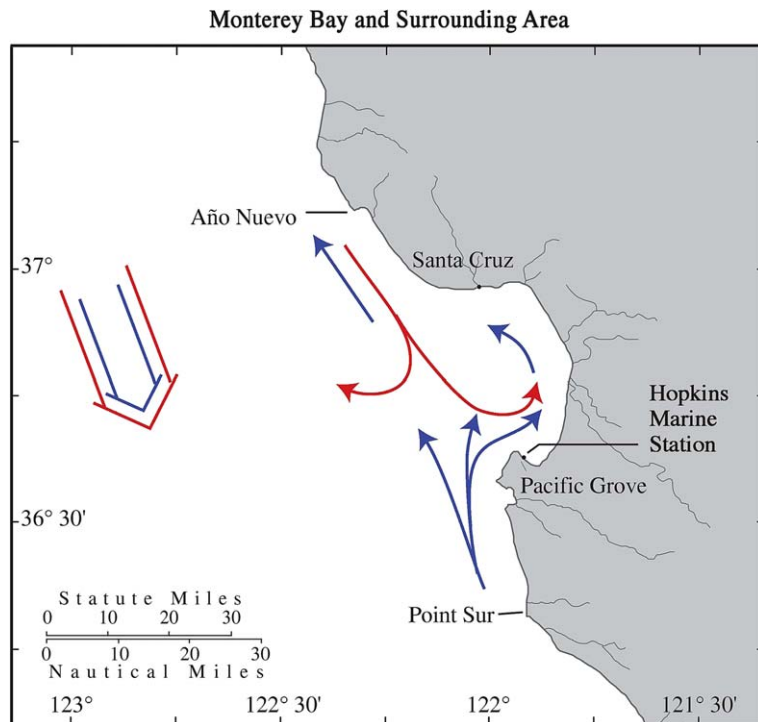 Monterey Bay and Surrounding Area
Año Nuevo
Santa Cruz
37°
Hopkins
Marine
Station
Pacific Grove
36° 30'
Statute Miles
0 10 20 30
Point Sur
0 10 20 30
Nautical Miles
123° 122° 30' 122° 121° 30'